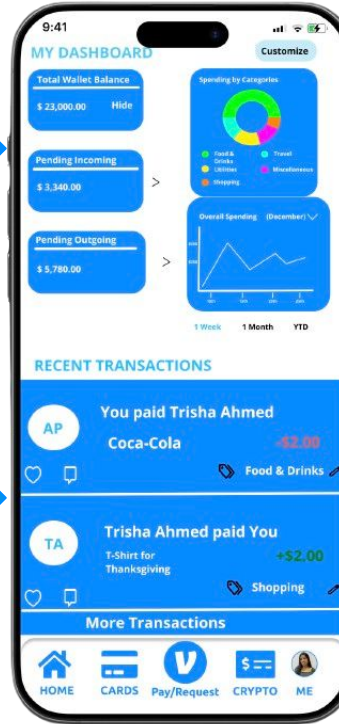 9:41
MY DASHBOARD
Customize
Total Wallet Balance
$ 23,000.00 Hide
Pending Incoming
$ 3,340.00
>
Pending Outgoing
$ 5,780.00
>
Spending by Categories
Food & Drinks
Travel
Utilities
Miscellaneous
Shopping
Overall Spending (December)
1 Week 1 Month YTD
RECENT TRANSACTIONS
AP
You paid Trisha Ahmed
Coca-Cola -$2.00
Food & Drinks
TA
Trisha Ahmed paid You
T-Shirt for
Thanksgiving
+$2.00
Shopping
More Transactions
V
$
HOME CARDS Pay/Request CRYPTO ME